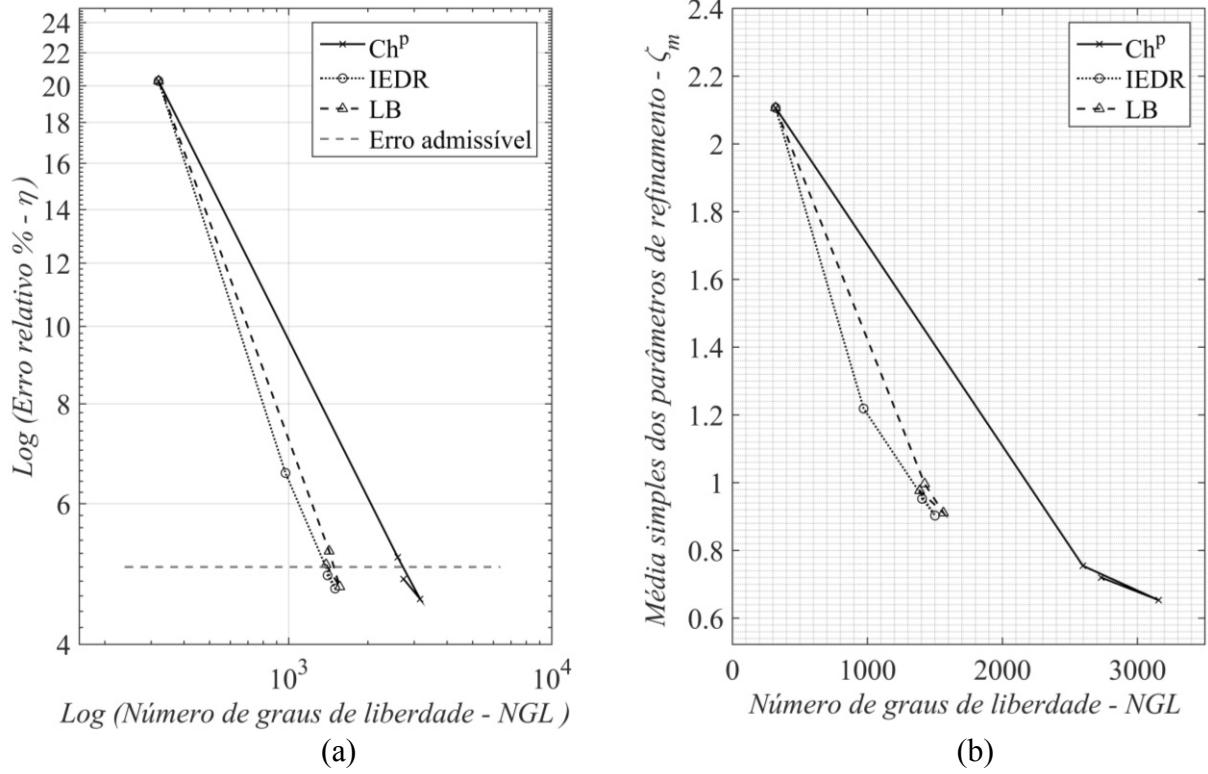 24
22
20
18
16
14
12
10
8
6
4
10³
10⁴
Log (Erro relativo % - η )
Log (Número de graus de liberdade - NGL )
Chᵖ
IEDR
LB
Erro admissível
(a)
2.4
2.2
2
1.8
1.6
1.4
1.2
1
0.8
0.6
0
1000
2000
3000
Média simples dos parâmetros de refinamento - ζₘ
Número de graus de liberdade - NGL
Chᵖ
IEDR
LB
(b)